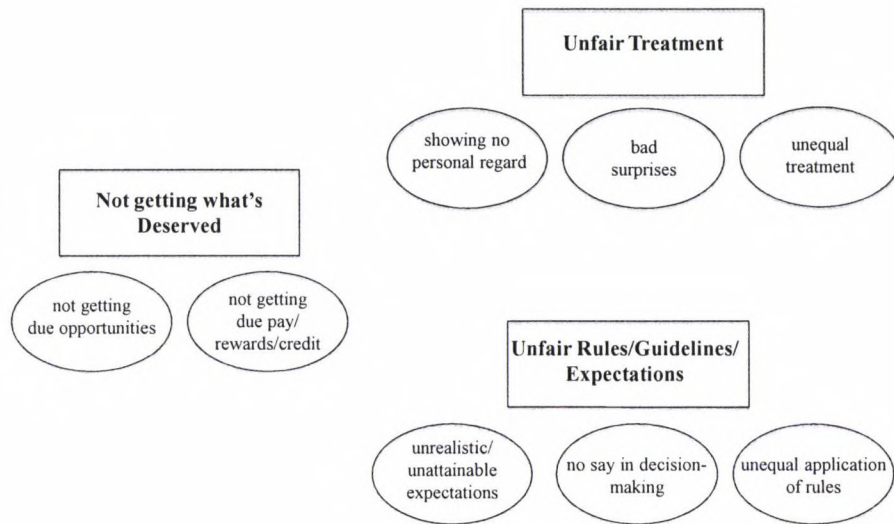 Unfair Treatment
showing no
personal regard
bad
surprises
unequal
treatment
Not getting what's
Deserved
not getting
due opportunities
not getting
due pay/
rewards/credit
Unfair Rules/Guidelines/
Expectations
unrealistic/
unattainable
expectations
no say in decision-
making
unequal application
of rules